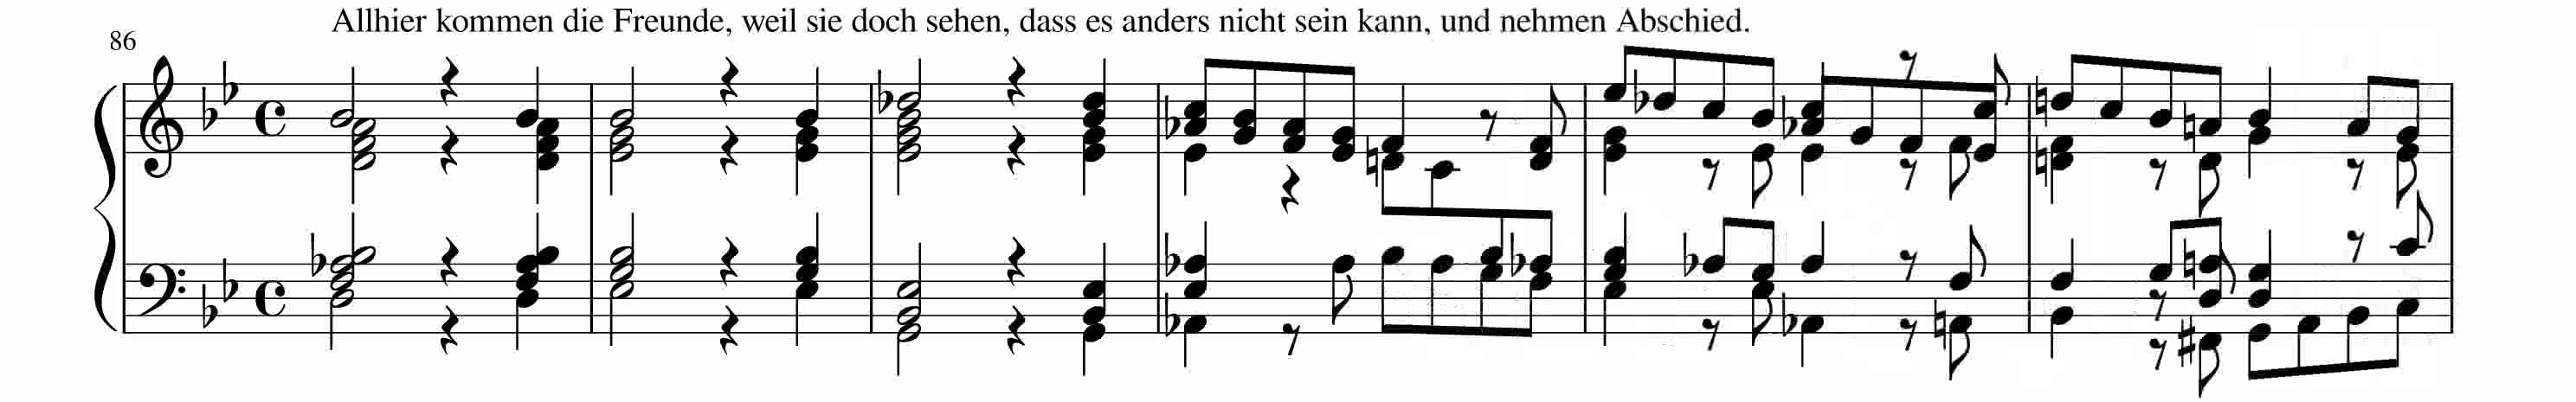 Allhier kommen die Freunde, weil sie doch sehen, dass es anders nicht sein kann, und nehmen Abschied.
86